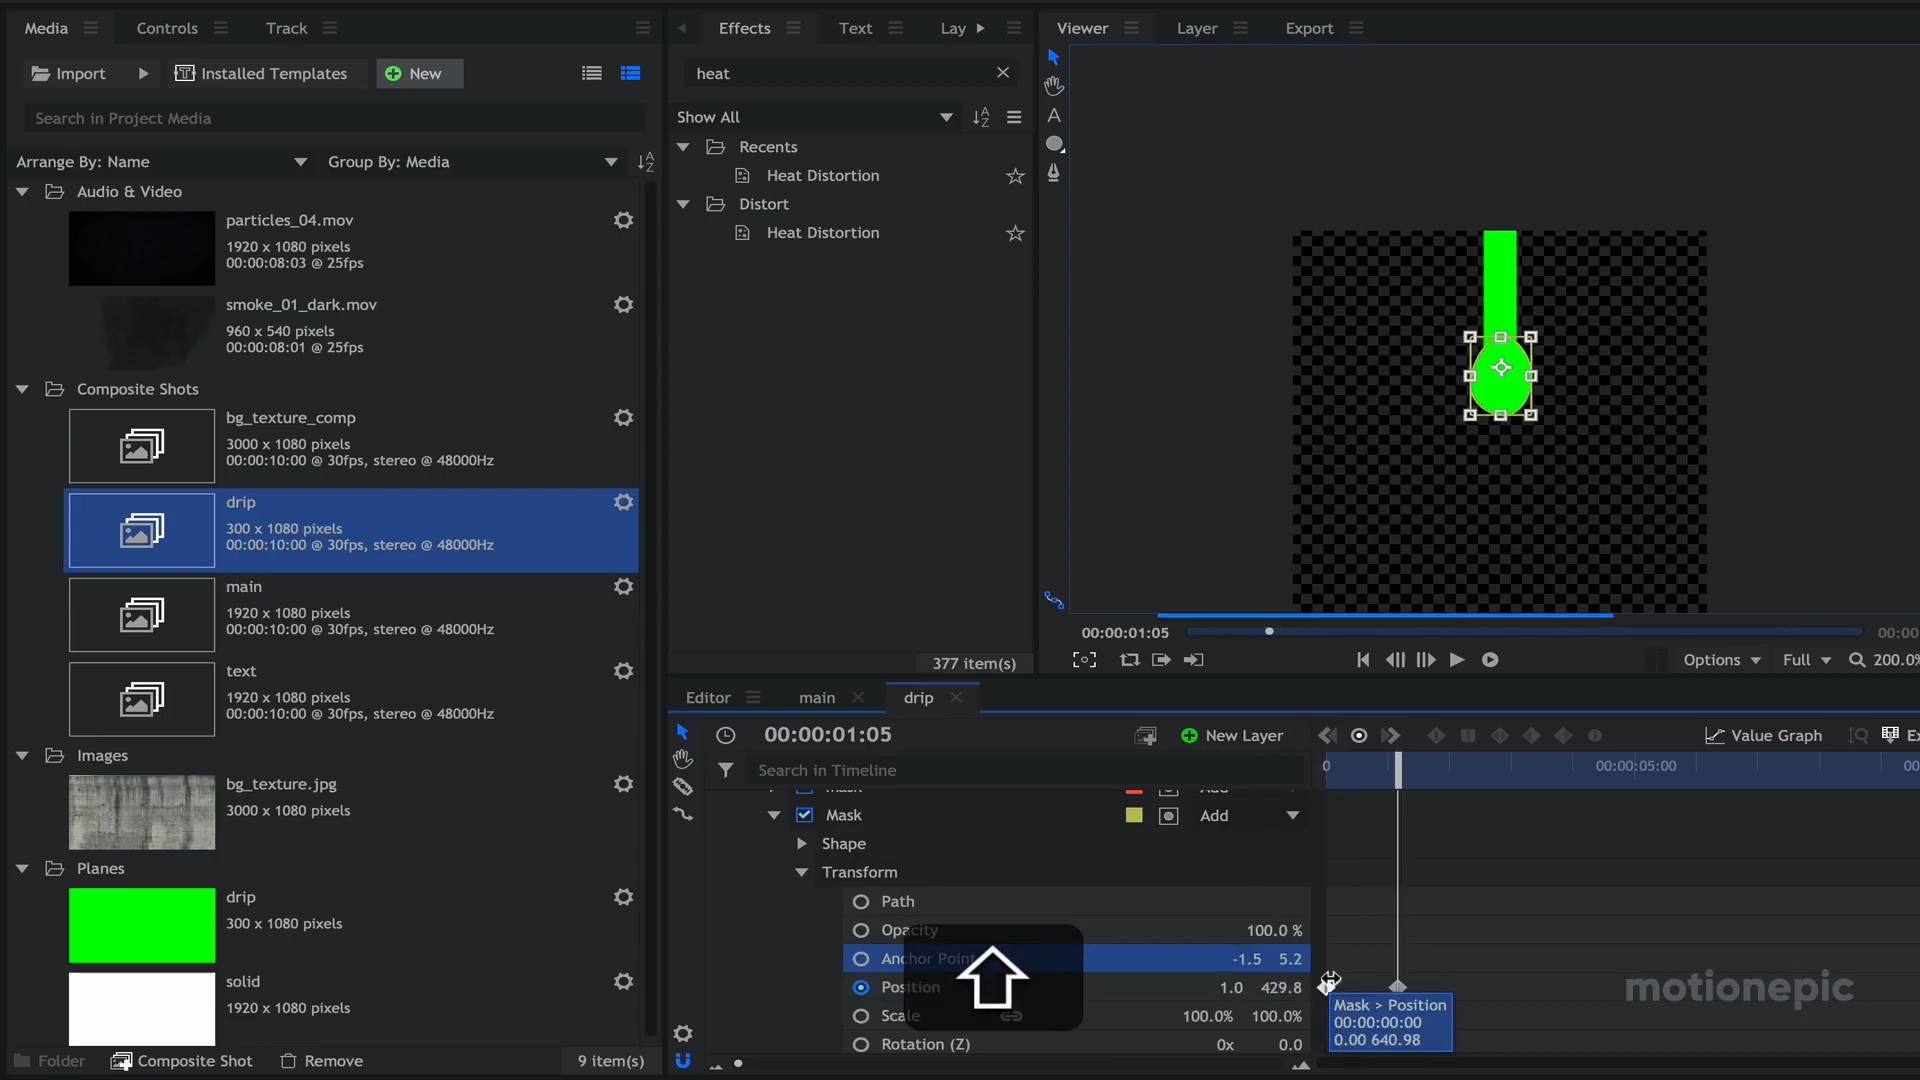 Media
Controls
Track
Import
Installed Templates
New
Search in Project Media
Arrange By: Name
Group By: Media
Audio & Video
particles_04.mov
1920 x 1080 pixels
00:00:08:03 @ 25fps
smoke_01_dark.mov
960 x 540 pixels
00:00:08:01 @ 25fps
Composite Shots
bg_texture_comp
3000 x 1080 pixels
00:00:10:00 @ 30fps, stereo @ 48000Hz
drip
300 x 1080 pixels
00:00:10:00 @ 30fps, stereo @ 48000Hz
main
1920 x 1080 pixels
00:00:10:00 @ 30fps, stereo @ 48000Hz
text
1920 x 1080 pixels
00:00:10:00 @ 30fps, stereo @ 48000Hz
Images
bg_texture.jpg
3000 x 1080 pixels
Planes
drip
300 x 1080 pixels
solid
1920 x 1080 pixels
Folder
Composite Shot
Remove
9 item(s)
Effects
Text
Lay
heat
Show All
Recents
Heat Distortion
Distort
Heat Distortion
377 item(s)
Viewer
Layer
Export
A
00:00:01:05
00:00
Options
Full
200.0%
Editor
main
drip
00:00:01:05
New Layer
Value Graph
Ex
Search in Timeline
0
00:00:05:00
00
Mask
Add
Mask
Add
Shape
Transform
Path
Opacity
100.0 %
Anchor Point
-1.5 5.2
Position
1.0 429.8
Scale
100.0% 100.0%
Rotation (Z)
0x 0.0
Mask > Position
00:00:00:00
0.00 640.98
motionepic